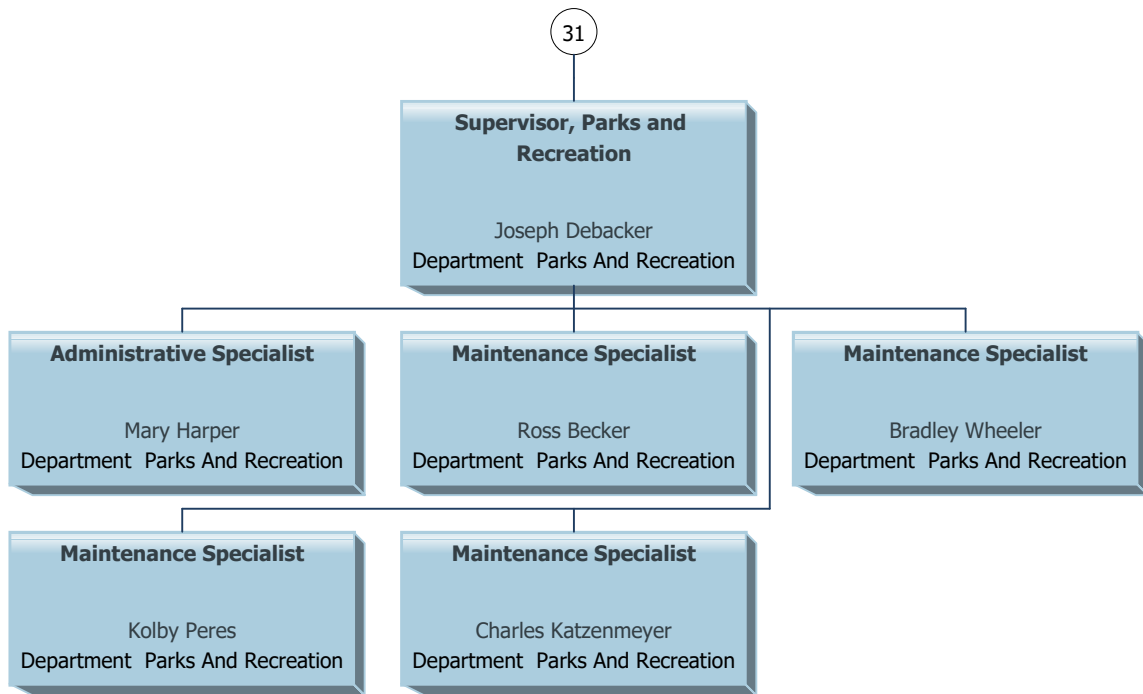 31
Supervisor, Parks and
Recreation
Joseph Debacker
Department  Parks And Recreation
Administrative Specialist
Mary Harper
Department  Parks And Recreation
Maintenance Specialist
Ross Becker
Department  Parks And Recreation
Maintenance Specialist
Bradley Wheeler
Department  Parks And Recreation
Maintenance Specialist
Kolby Peres
Department  Parks And Recreation
Maintenance Specialist
Charles Katzenmeyer
Department  Parks And Recreation